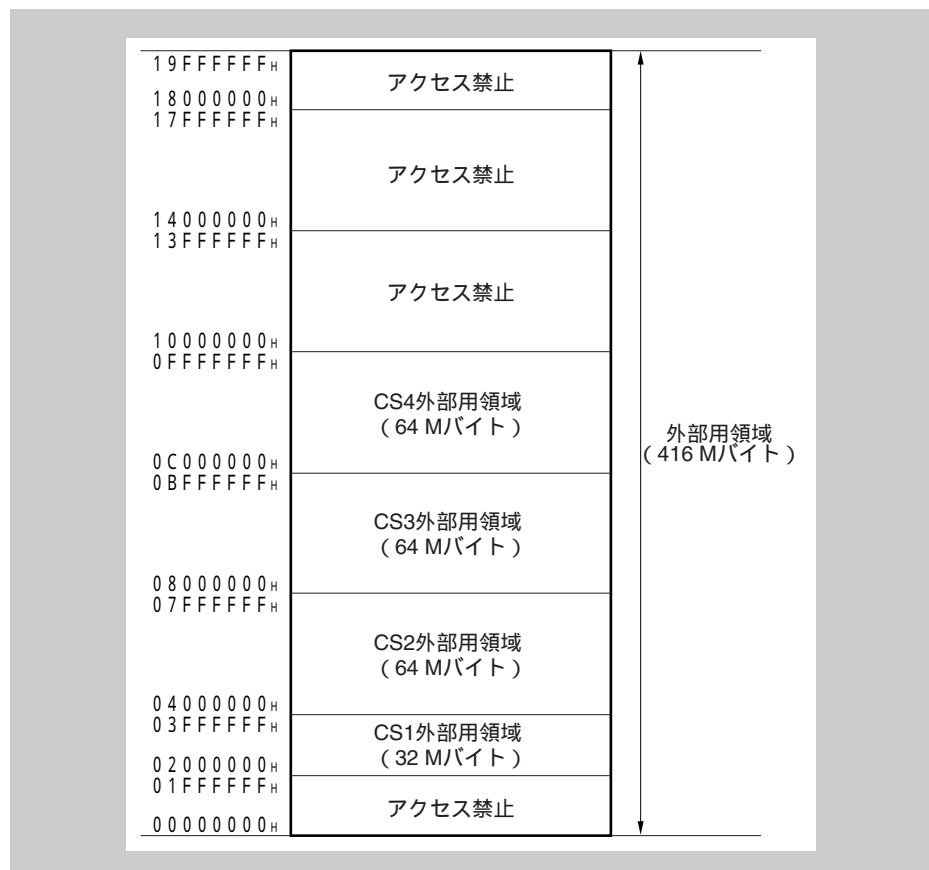 19FFFFFFH
アクセス禁止
18000000H
17FFFFFFH
アクセス禁止
14000000H
13FFFFFFH
アクセス禁止
10000000H
0FFFFFFFH
CS4外部用領域
(64 Mバイト)
0C000000H
0BFFFFFFH
CS3外部用領域
(64 Mバイト)
08000000H
07FFFFFFH
CS2外部用領域
(64 Mバイト)
04000000H
03FFFFFFH
CS1外部用領域
(32 Mバイト)
02000000H
01FFFFFFH
アクセス禁止
00000000H
外部用領域
(416 Mバイト)